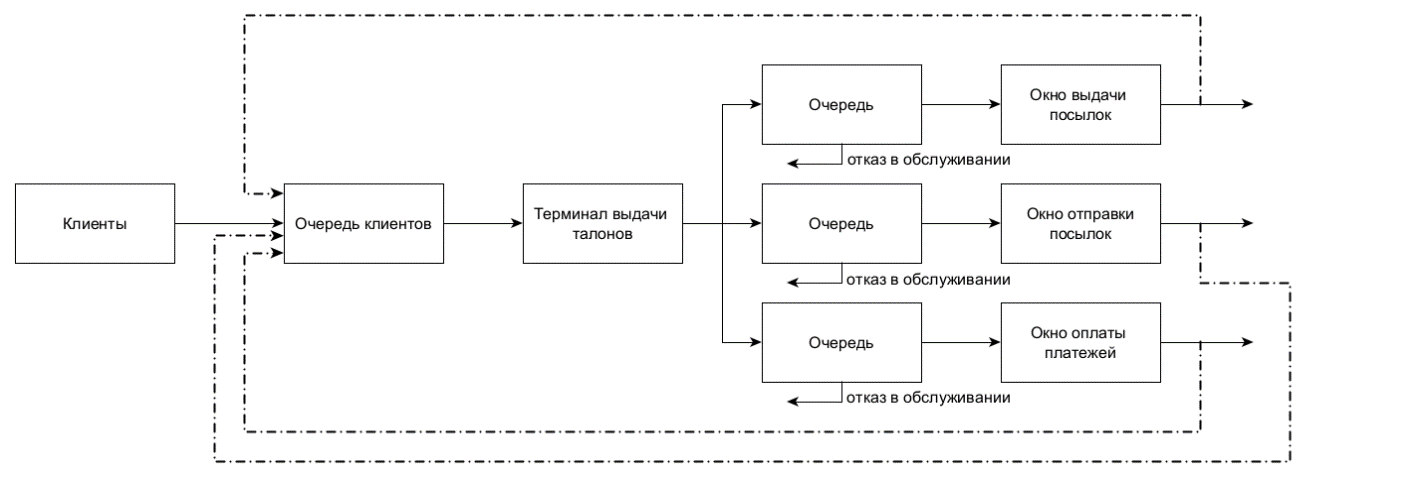 Очередь
Окно выдачи
посылок
отказ в обслуживании
Клиенты
Очередь клиентов
Терминал выдачи
талонов
Очередь
Окно отправки
посылок
отказ в обслуживании
Очередь
Окно оплаты
платежей
отказ в обслуживании